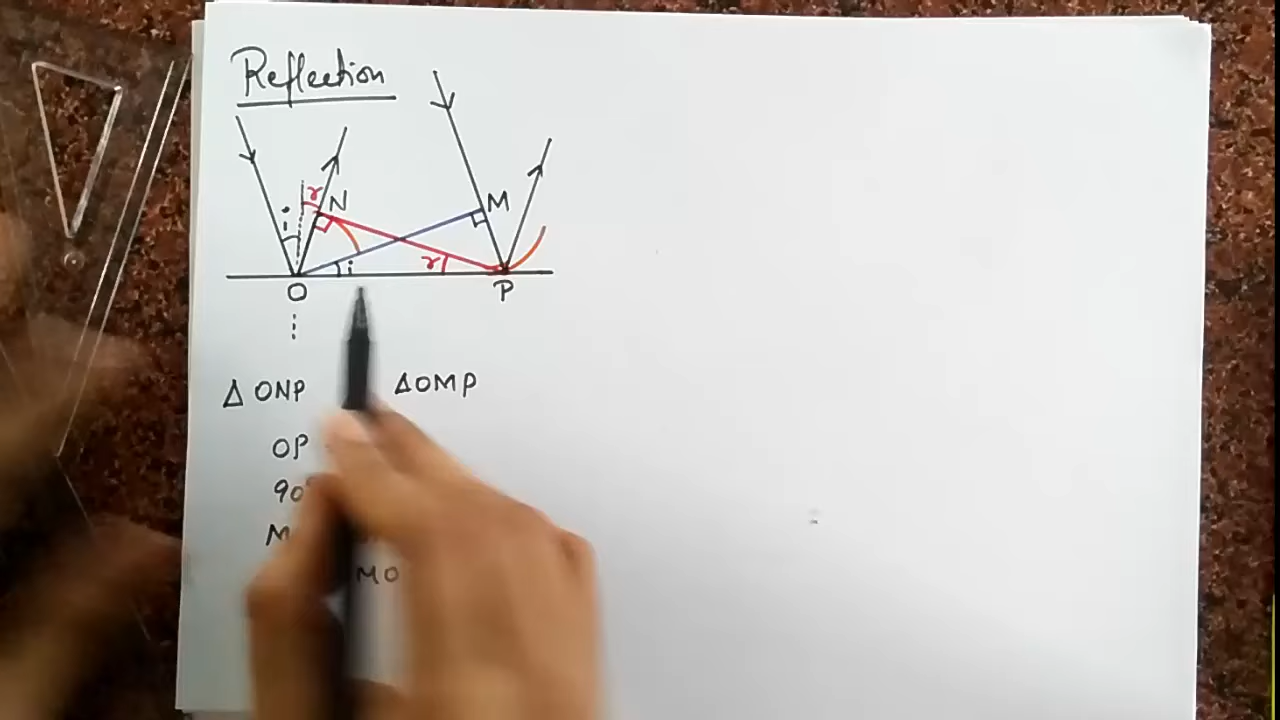 Reflection
r N M
i r i
O P
Δ ONP Δ OMP
OP
90°
M
MO